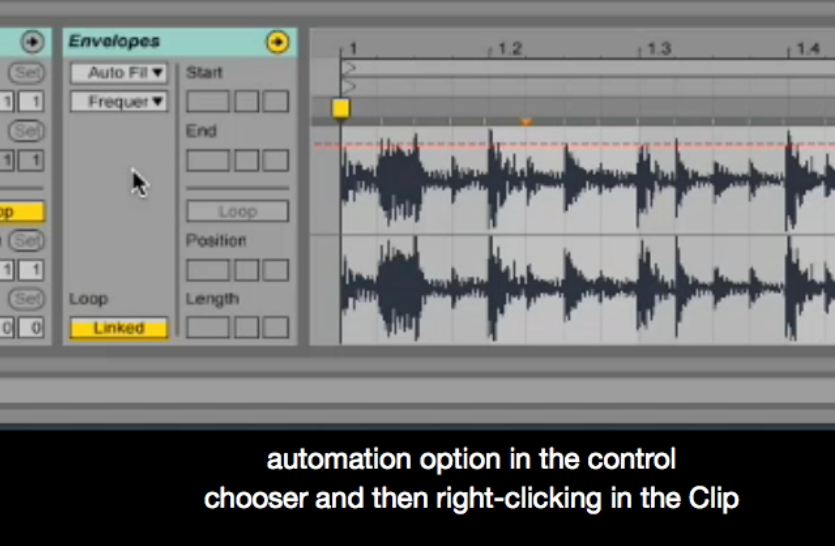 Envelopes
1
1.2
1.3
1.4
Set
Auto Fil
Start
1 1
Frequer
Set
End
1 1
op
Loop
Set
Position
1 1
Set
Loop
Length
0 0
Linked
automation option in the control
chooser and then right-clicking in the Clip